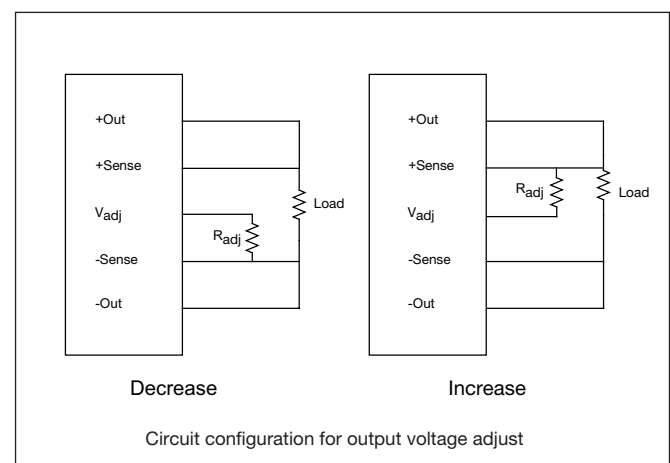 +Out
+Sense
Vadj
-Sense
-Out
Radj
Load
Decrease
+Out
+Sense
Vadj
-Sense
-Out
Radj
Load
Increase
Circuit configuration for output voltage adjust